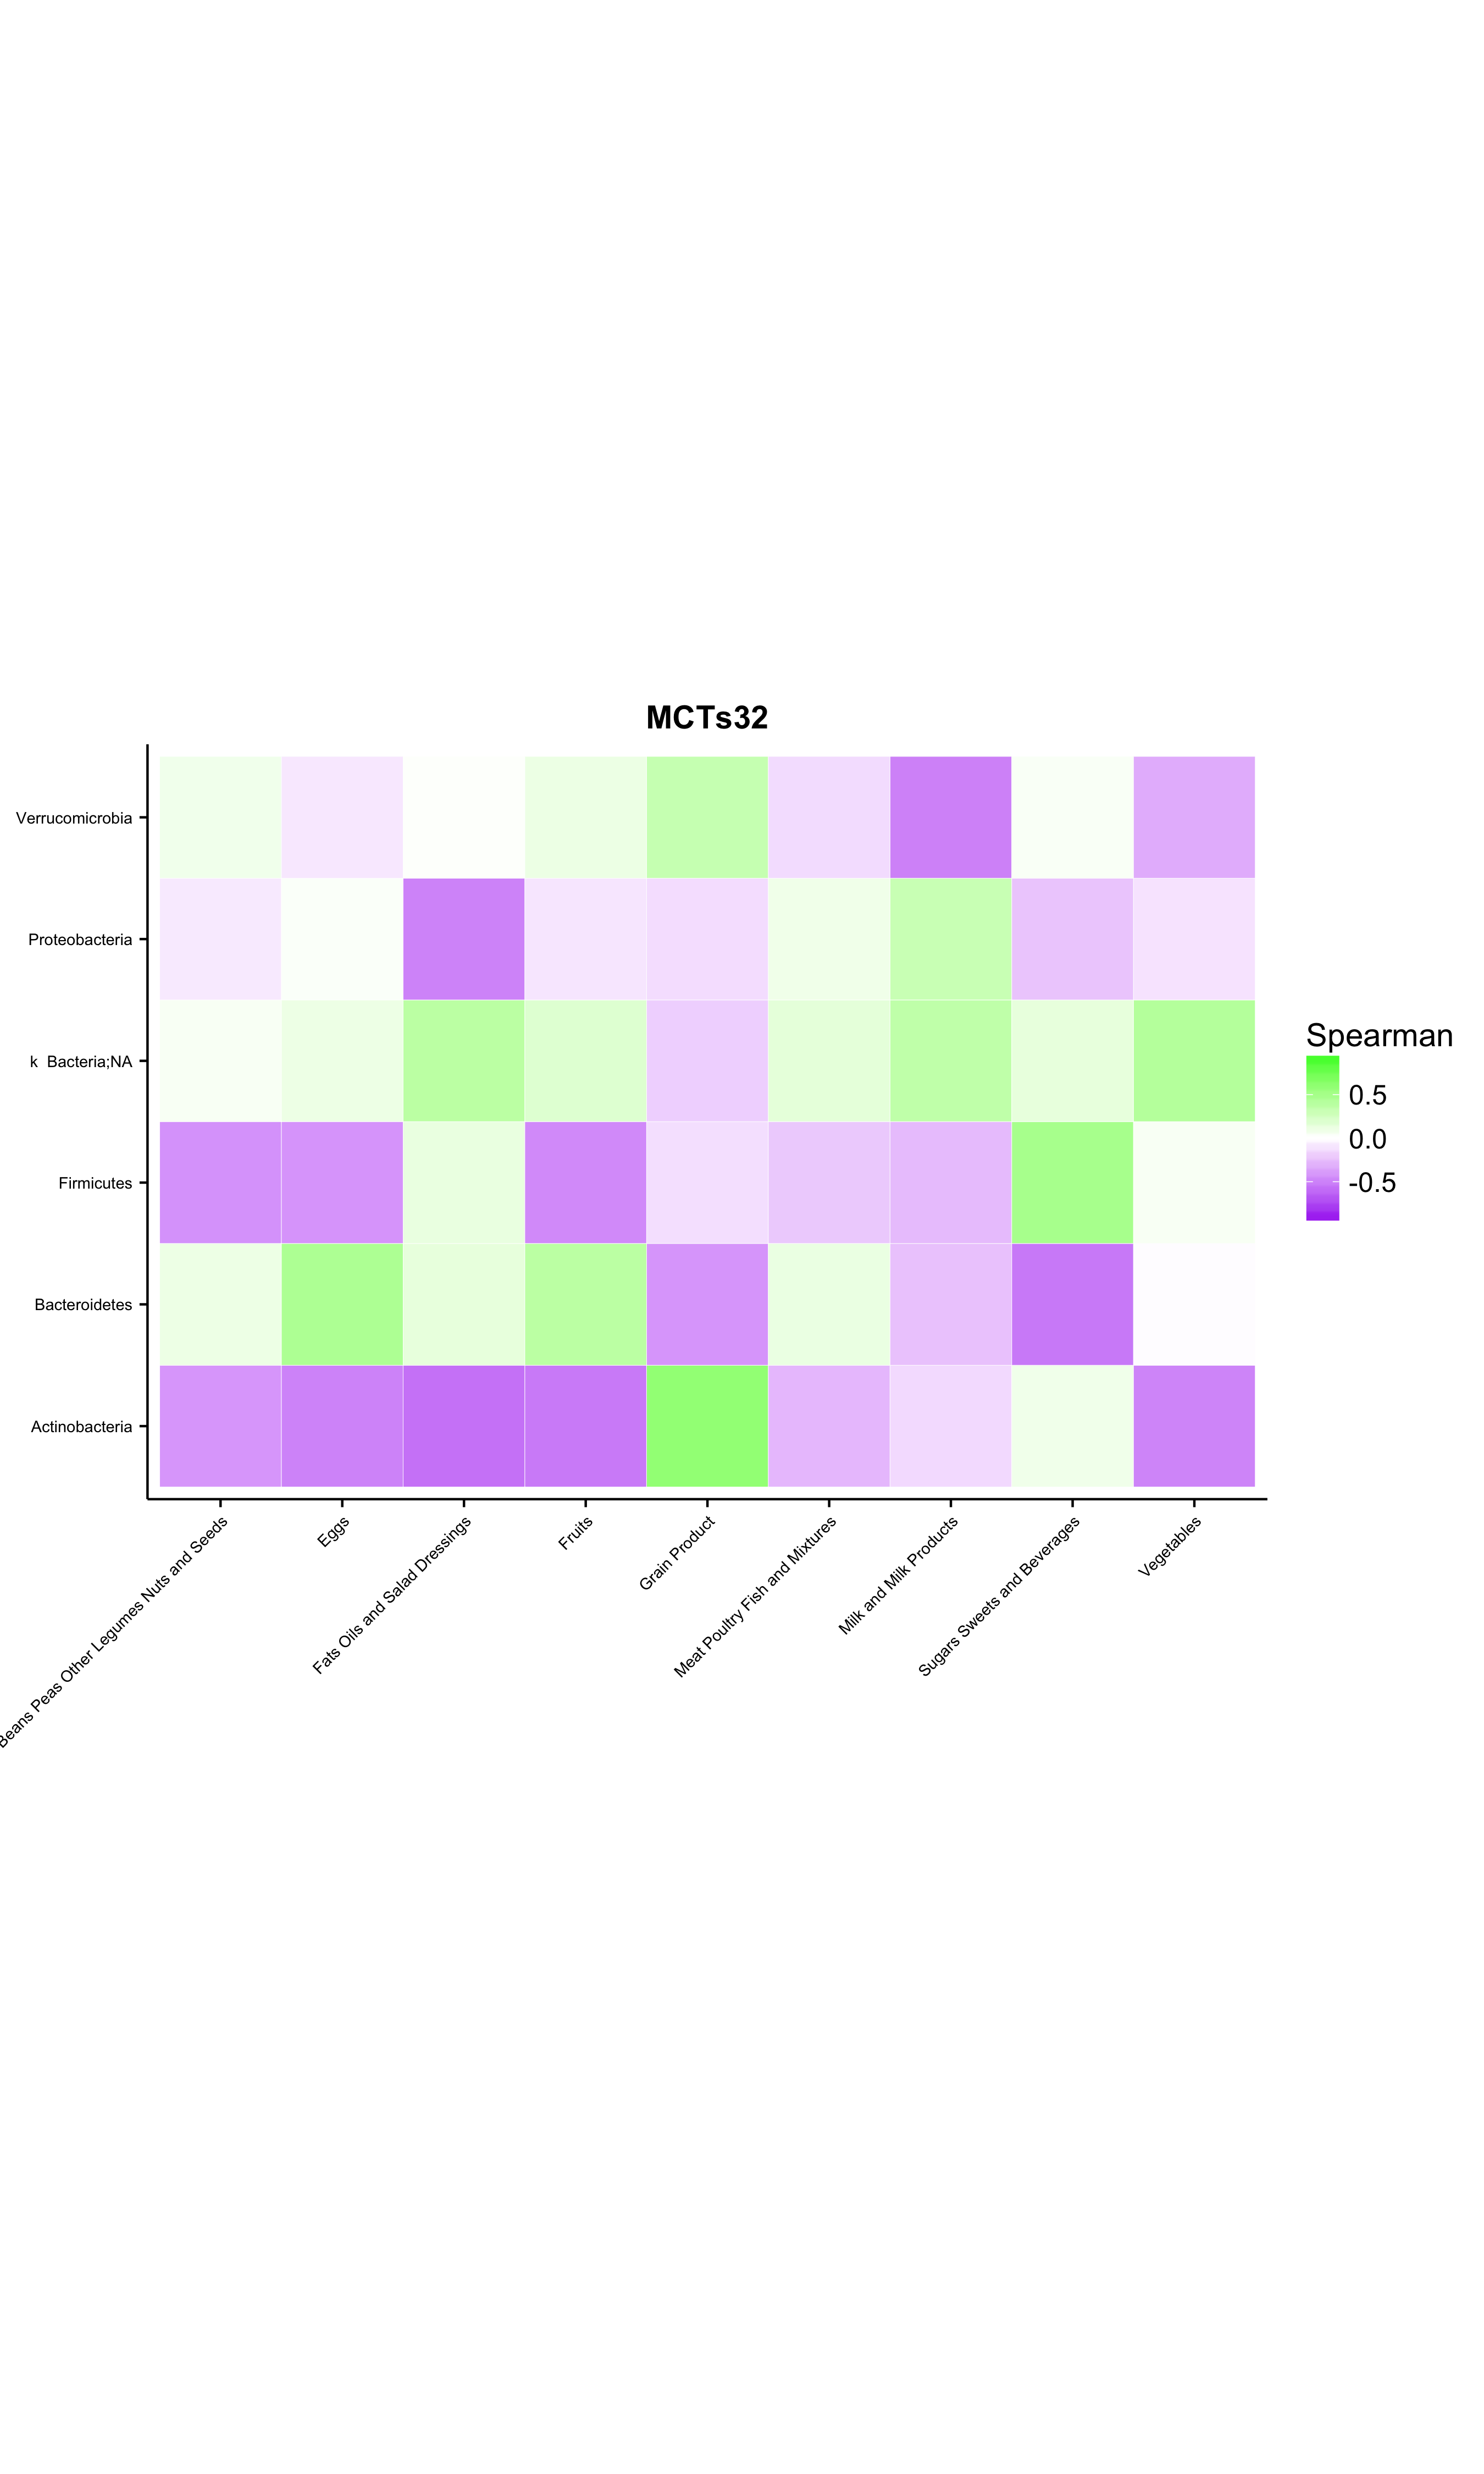 MCTs32
Verrucomicrobia
Proteobacteria
k  Bacteria;NA
Firmicutes
Bacteroidetes
Actinobacteria
Spearman
0.5
0.0
-0.5
Beans Peas Other Legumes Nuts and Seeds
Eggs
Fats Oils and Salad Dressings
Fruits
Grain Product
Meat Poultry Fish and Mixtures
Milk and Milk Products
Sugars Sweets and Beverages
Vegetables